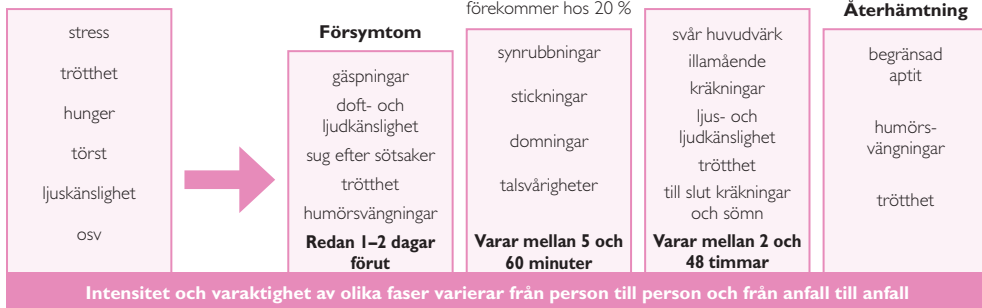 stress
trötthet
hunger
törst
ljuskänslighet
osv
Försymtom
gäspningar
doft- och
ljudkänslighet
sug efter sötsaker
trötthet
humörsvängningar
Redan 1–2 dagar
förut
förekommer hos 20 %
synrubbningar
stickningar
domningar
talsvårigheter
Varar mellan 5 och
60 minuter
svår huvudvärk
illamående
kräkningar
ljus- och
ljudkänslighet
trötthet
till slut kräkningar
och sömn
Varar mellan 2 och
48 timmar
Återhämtning
begränsad
aptit
humörs-
vängningar
trötthet
Intensitet och varaktighet av olika faser varierar från person till person och från anfall till anfall